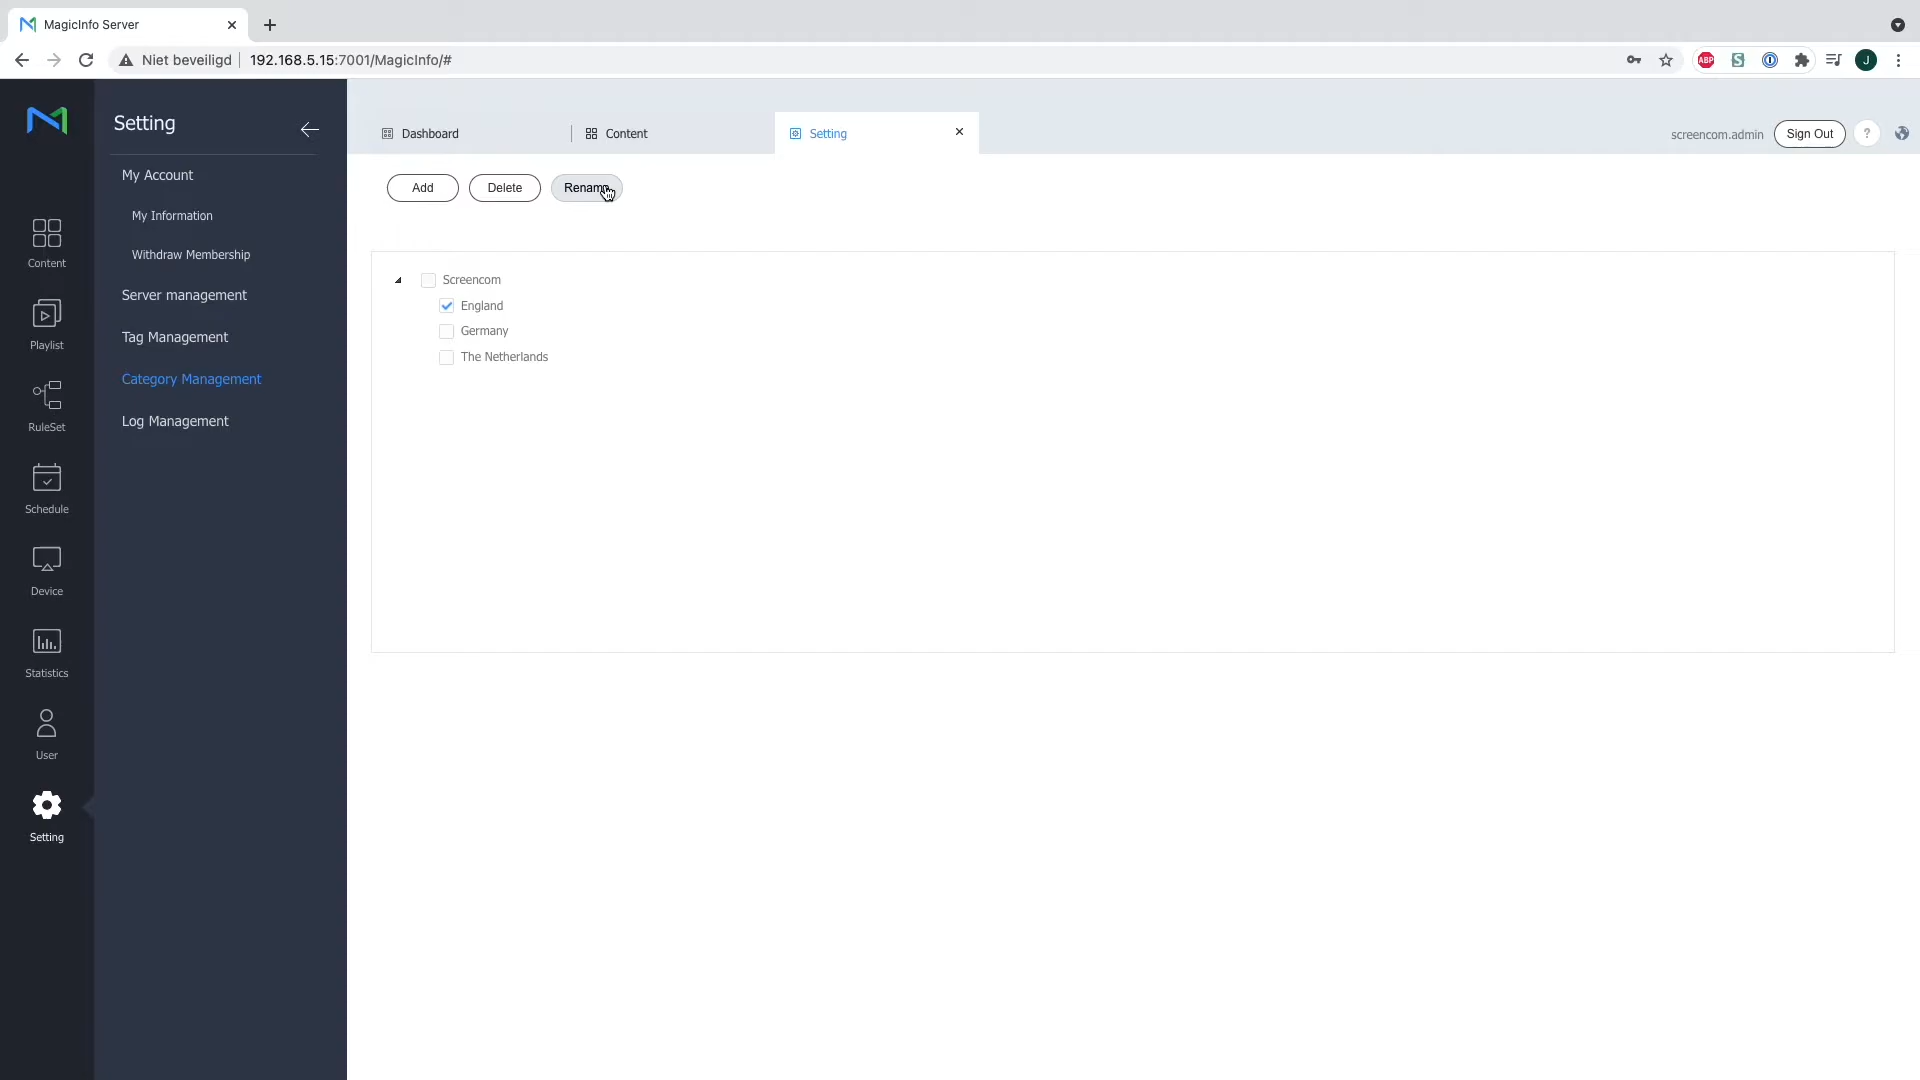 MagicInfo Server
Niet beveiligd 192.168.5.15:7001/MagicInfo/#
ABP
S
J
Setting
Dashboard
Content
Setting
screencom.admin
Sign Out
?
My Account
My Information
Withdraw Membership
Server management
Tag Management
Category Management
Log Management
Content
Playlist
RuleSet
Schedule
Device
Statistics
User
Setting
Add
Delete
Rename
Screencom
England
Germany
The Netherlands